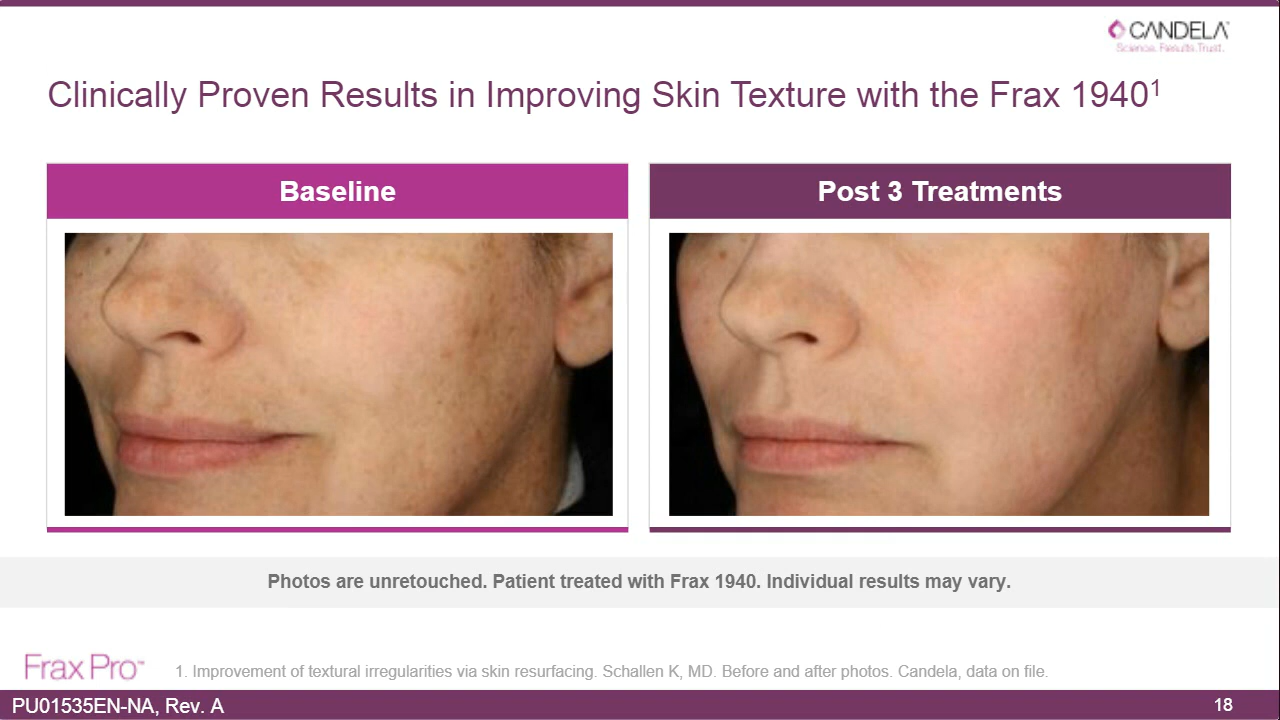 CANDELA™
Science. Results. Trust.
Clinically Proven Results in Improving Skin Texture with the Frax 1940¹
Baseline
Post 3 Treatments
Photos are unretouched. Patient treated with Frax 1940. Individual results may vary.
Frax Pro™
1. Improvement of textural irregularities via skin resurfacing. Schallen K, MD. Before and after photos. Candela, data on file.
PU01535EN-NA, Rev. A
18